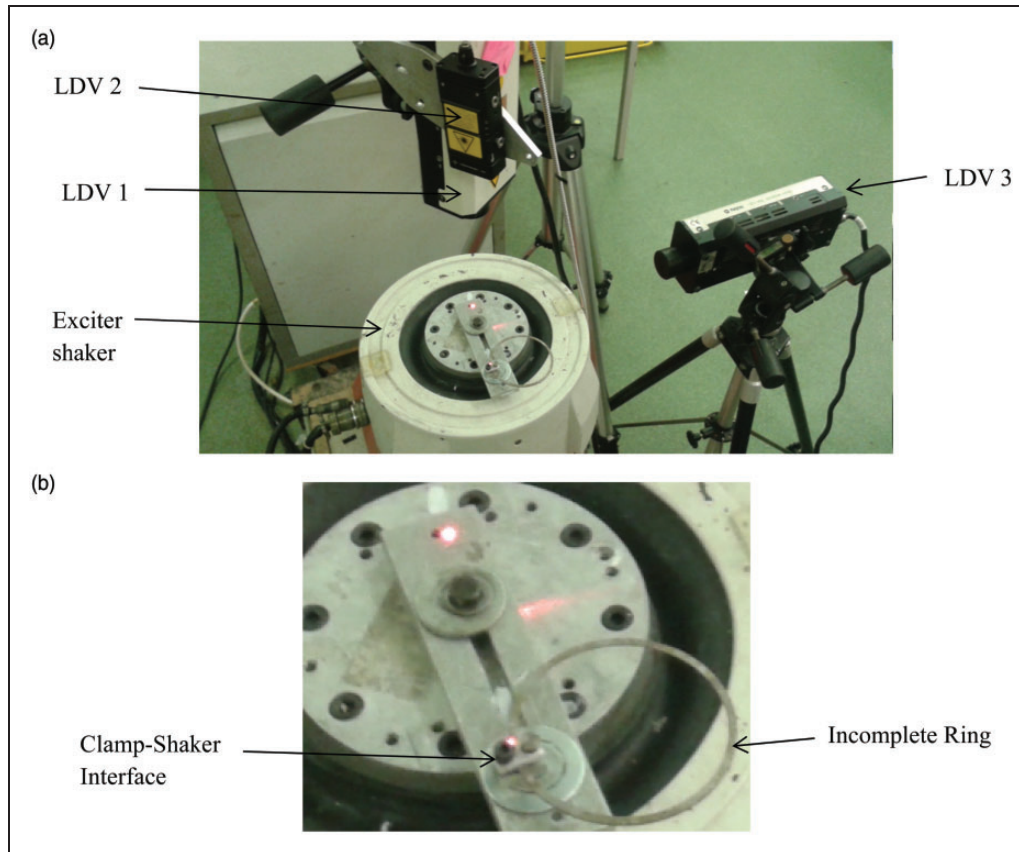 (a)
LDV 2
LDV 1
LDV 3
Exciter
shaker
(b)
Clamp-Shaker
Interface
Incomplete Ring